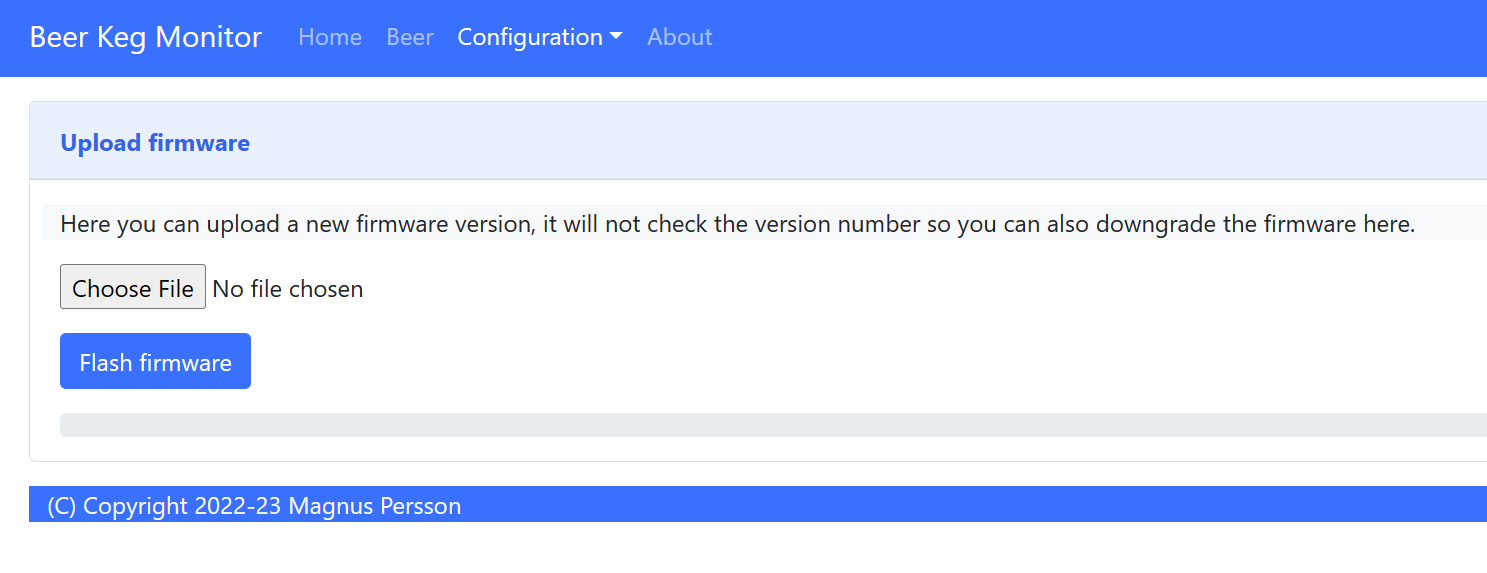 Beer Keg Monitor Home Beer Configuration About
Upload firmware
Here you can upload a new firmware version, it will not check the version number so you can also downgrade the firmware here.
Choose File No file chosen
Flash firmware
(C) Copyright 2022-23 Magnus Persson